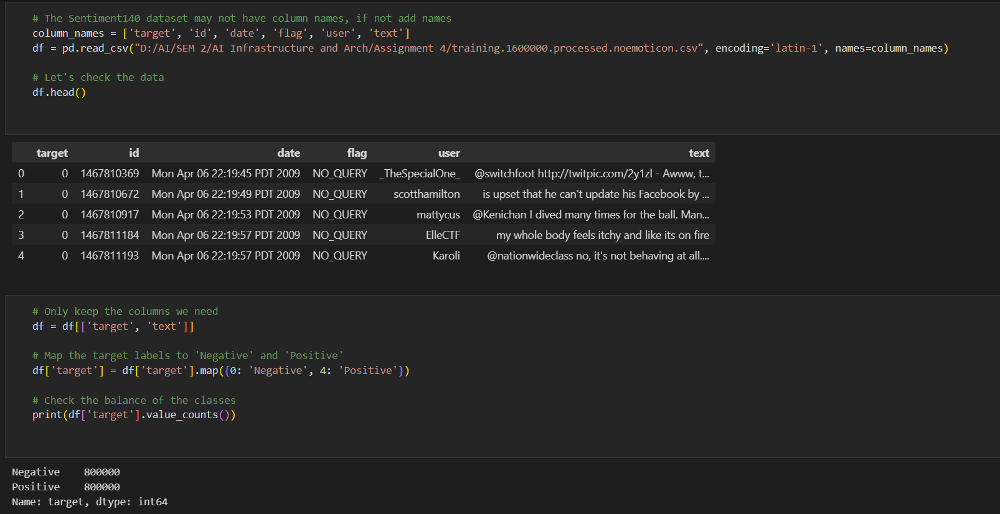 # The Sentiment140 dataset may not have column names, if not add names
column_names = ['target', 'id', 'date', 'flag', 'user', 'text']
df = pd.read_csv("D:/AI/SEM 2/AI Infrastructure and Arch/Assignment 4/training.1600000.processed.noemoticon.csv", encoding='latin-1', names=column_names)
# Let's check the data
df.head()
target id date flag user text
0 0 1467810369 Mon Apr 06 22:19:45 PDT 2009 NO_QUERY _TheSpecialOne_ @switchfoot http://twitpic.com/2y1zl - Awww, t...
1 0 1467810672 Mon Apr 06 22:19:49 PDT 2009 NO_QUERY scotthamilton is upset that he can't update his Facebook by ...
2 0 1467810917 Mon Apr 06 22:19:53 PDT 2009 NO_QUERY mattycus @Kenichan I dived many times for the ball. Man...
3 0 1467811184 Mon Apr 06 22:19:57 PDT 2009 NO_QUERY ElleCTF my whole body feels itchy and like its on fire
4 0 1467811193 Mon Apr 06 22:19:57 PDT 2009 NO_QUERY Karoli @nationwideclass no, it's not behaving at all....
# Only keep the columns we need
df = df[['target', 'text']]
# Map the target labels to 'Negative' and 'Positive'
df['target'] = df['target'].map({0: 'Negative', 4: 'Positive'})
# Check the balance of the classes
print(df['target'].value_counts())
Negative 800000
Positive 800000
Name: target, dtype: int64